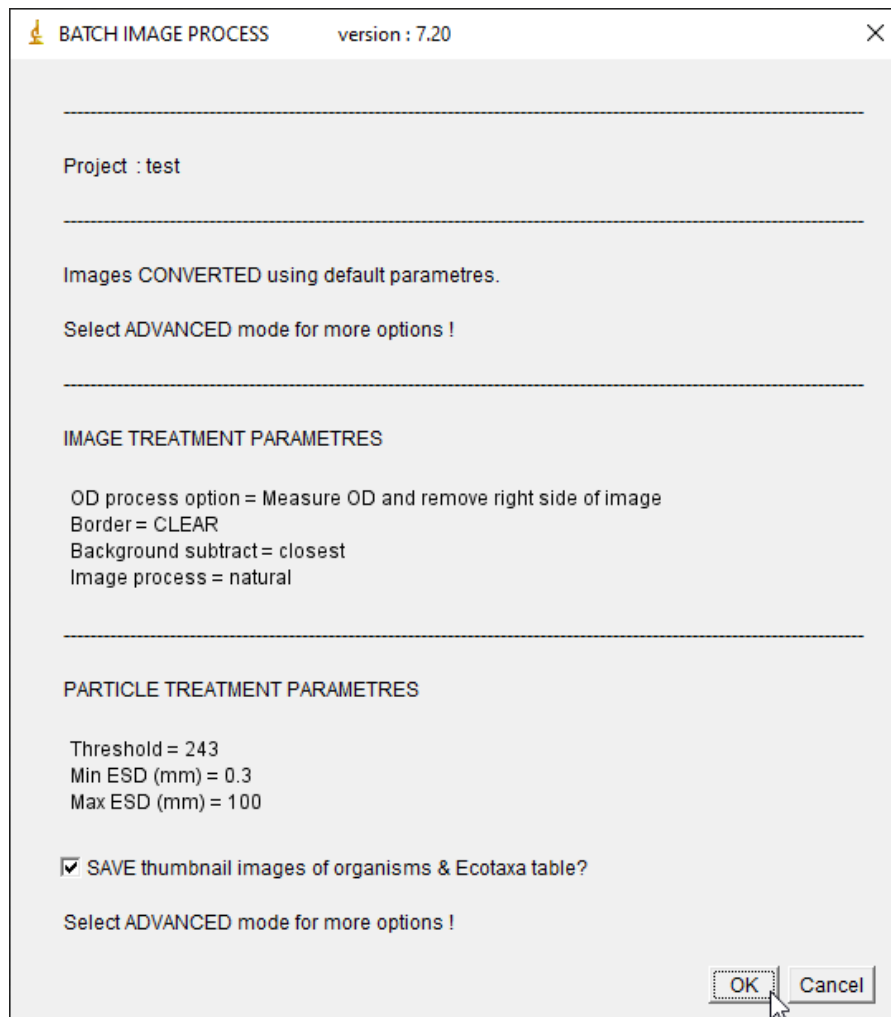 BATCH IMAGE PROCESS version : 7.20
Project : test
Images CONVERTED using default parametres.
Select ADVANCED mode for more options !
IMAGE TREATMENT PARAMETRES
OD process option = Measure OD and remove right side of image
Border = CLEAR
Background subtract = closest
Image process = natural
PARTICLE TREATMENT PARAMETRES
Threshold = 243
Min ESD (mm) = 0.3
Max ESD (mm) = 100
SAVE thumbnail images of organisms & Ecotaxa table?
Select ADVANCED mode for more options !
OK Cancel